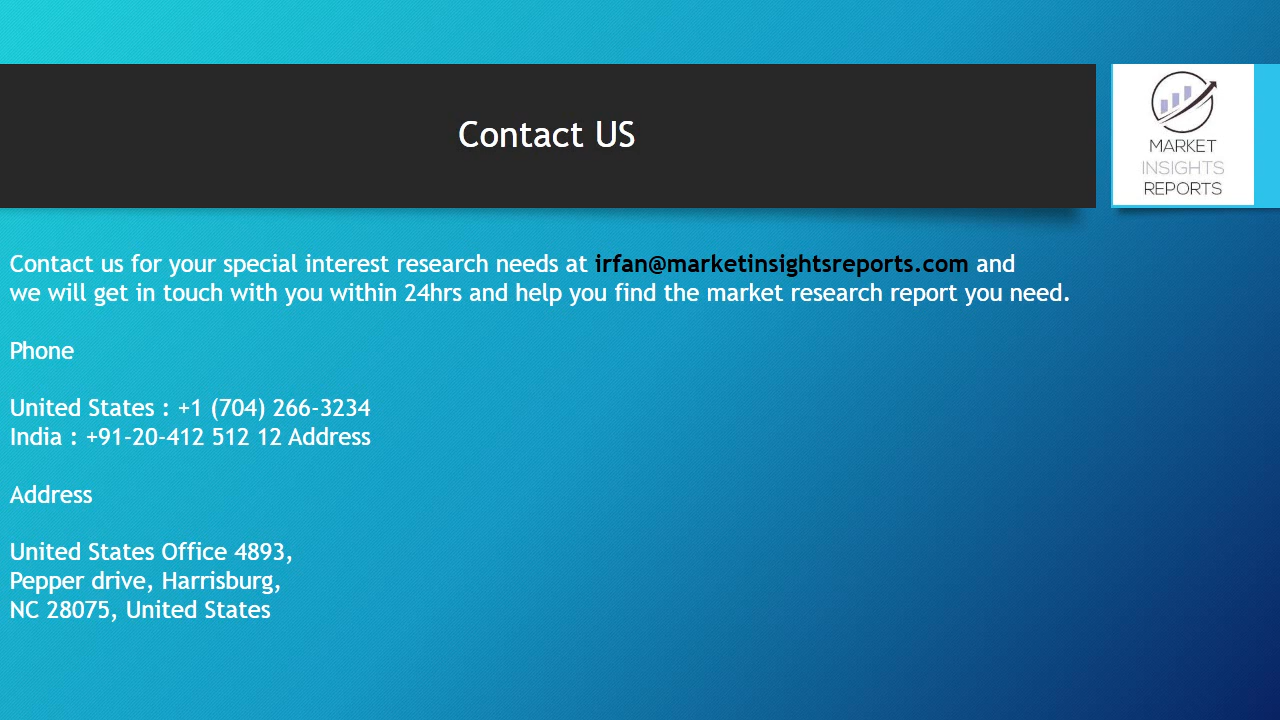 Contact US
MARKET
INSIGHTS
REPORTS
Contact us for your special interest research needs at irfan@marketinsightsreports.com and
we will get in touch with you within 24hrs and help you find the market research report you need.
Phone
United States : +1 (704) 266-3234
India : +91-20-412 512 12 Address
Address
United States Office 4893,
Pepper drive, Harrisburg,
NC 28075, United States